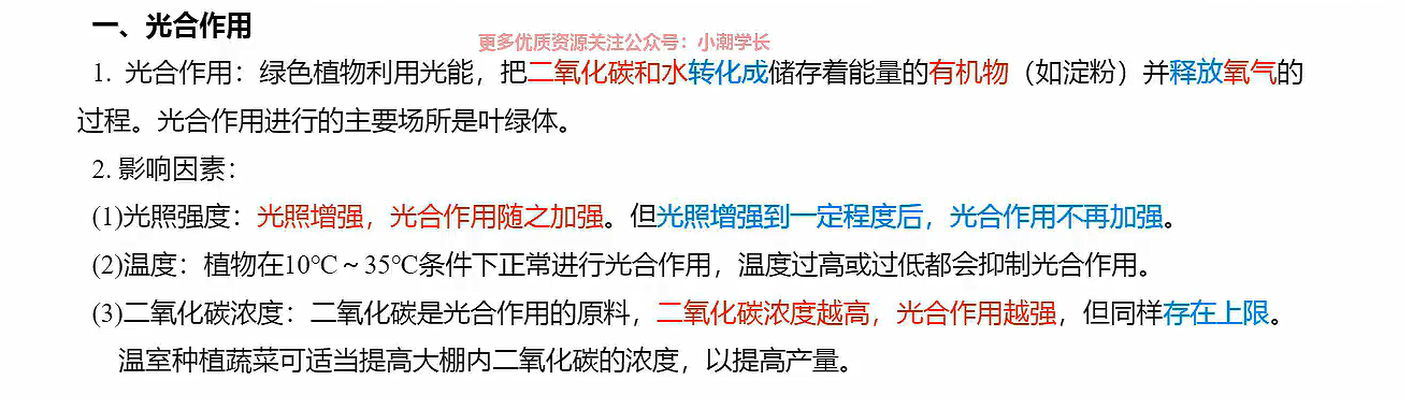 一、光合作用
更多优质资源关注公众号：小潮学长
1. 光合作用：绿色植物利用光能，把二氧化碳和水转化成储存着能量的有机物（如淀粉）并释放氧气的
过程。光合作用进行的主要场所是叶绿体。
2. 影响因素：
(1)光照强度：光照增强，光合作用随之加强。但光照增强到一定程度后，光合作用不再加强。
(2)温度：植物在10℃～35℃条件下正常进行光合作用，温度过高或过低都会抑制光合作用。
(3)二氧化碳浓度：二氧化碳是光合作用的原料，二氧化碳浓度越高，光合作用越强，但同样存在上限。
温室种植蔬菜可适当提高大棚内二氧化碳的浓度，以提高产量。